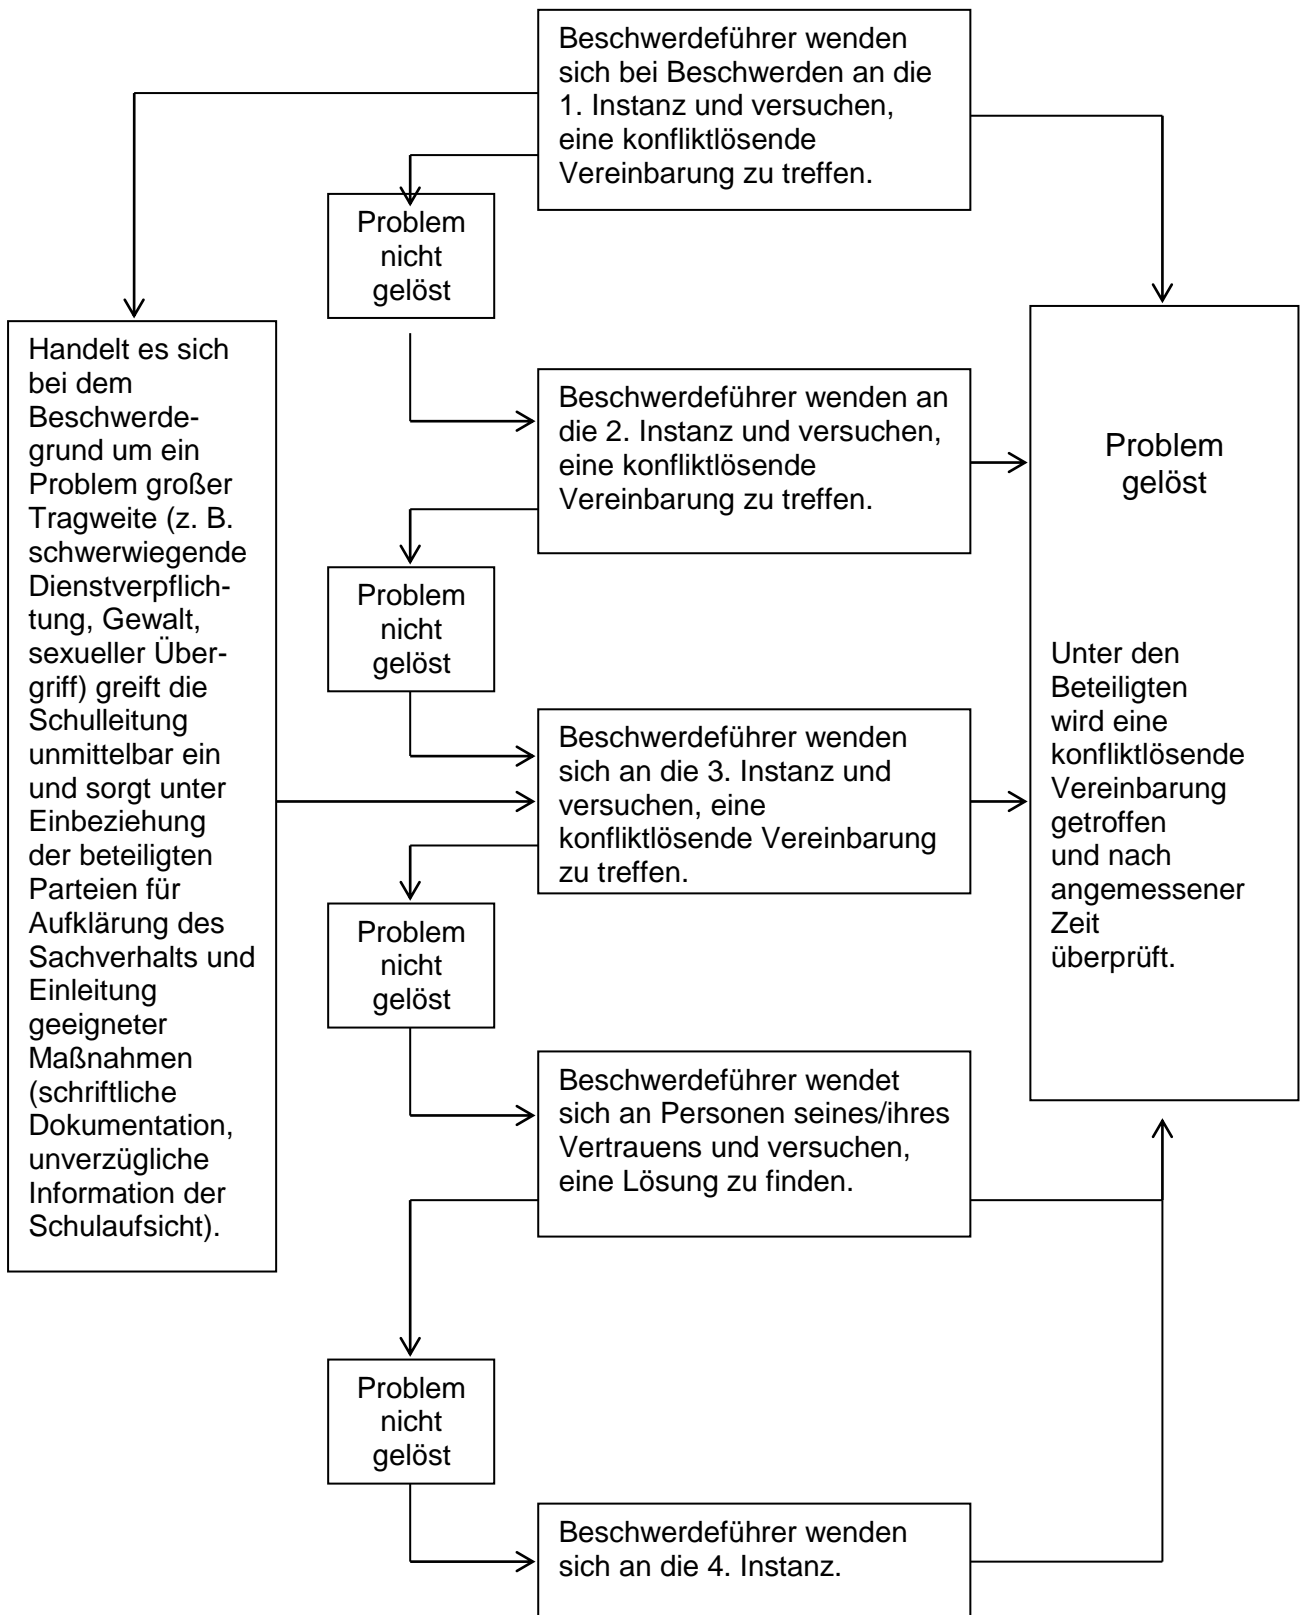 Beschwerdeführer wenden
sich bei Beschwerden an die
1. Instanz und versuchen,
eine konfliktlösende
Vereinbarung zu treffen.
Problem
nicht
gelöst
Handelt es sich
bei dem
Beschwerde-
grund um ein
Problem großer
Tragweite (z. B.
schwerwiegende
Dienstverpflich-
tung, Gewalt,
sexueller Über-
griff) greift die
Schulleitung
unmittelbar ein
und sorgt unter
Einbeziehung
der beteiligten
Parteien für
Aufklärung des
Sachverhalts und
Einleitung
geeigneter
Maßnahmen
(schriftliche
Dokumentation,
unverzügliche
Information der
Schulaufsicht).
Beschwerdeführer wenden an
die 2. Instanz und versuchen,
eine konfliktlösende
Vereinbarung zu treffen.
Problem
gelöst
Unter den
Beteiligten
wird eine
konfliktlösende
Vereinbarung
getroffen
und nach
angemessener
Zeit
überprüft.
Problem
nicht
gelöst
Beschwerdeführer wenden
sich an die 3. Instanz und
versuchen, eine
konfliktlösende Vereinbarung
zu treffen.
Problem
nicht
gelöst
Beschwerdeführer wendet
sich an Personen seines/ihres
Vertrauens und versuchen,
eine Lösung zu finden.
Problem
nicht
gelöst
Beschwerdeführer wenden
sich an die 4. Instanz.